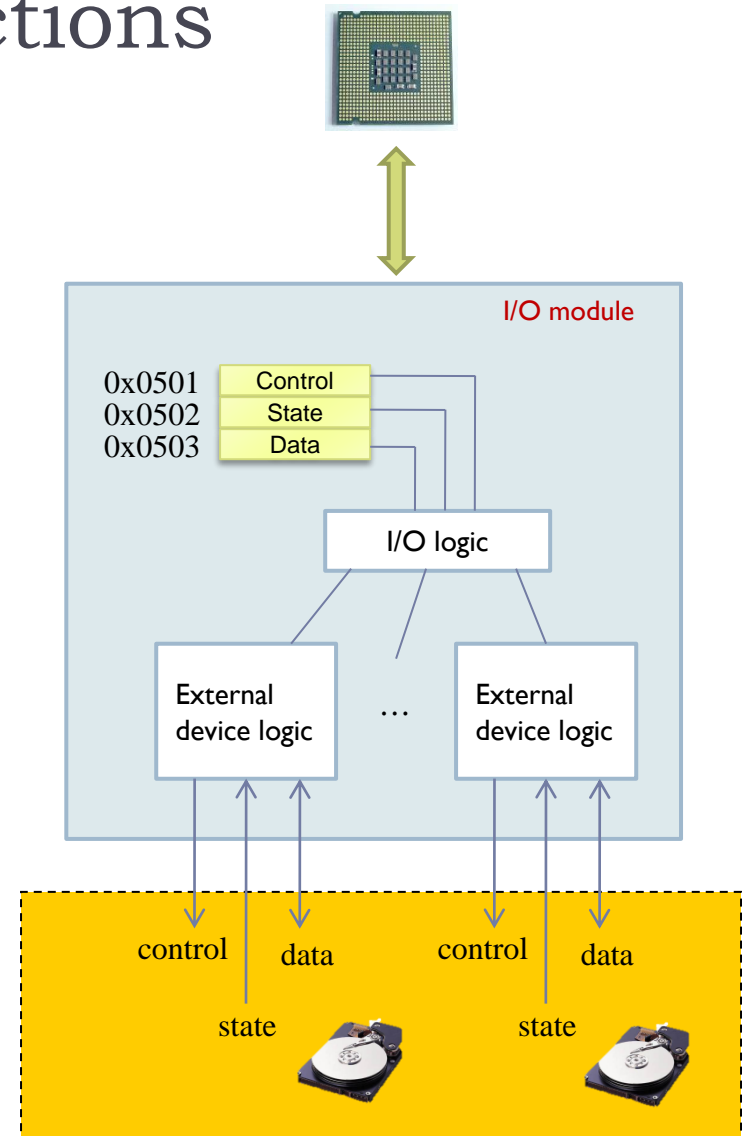 ctions
I/O module
0x0501 Control
0x0502 State
0x0503 Data
I/O logic
External
device logic
...
External
device logic
control
data
control
data
state
state